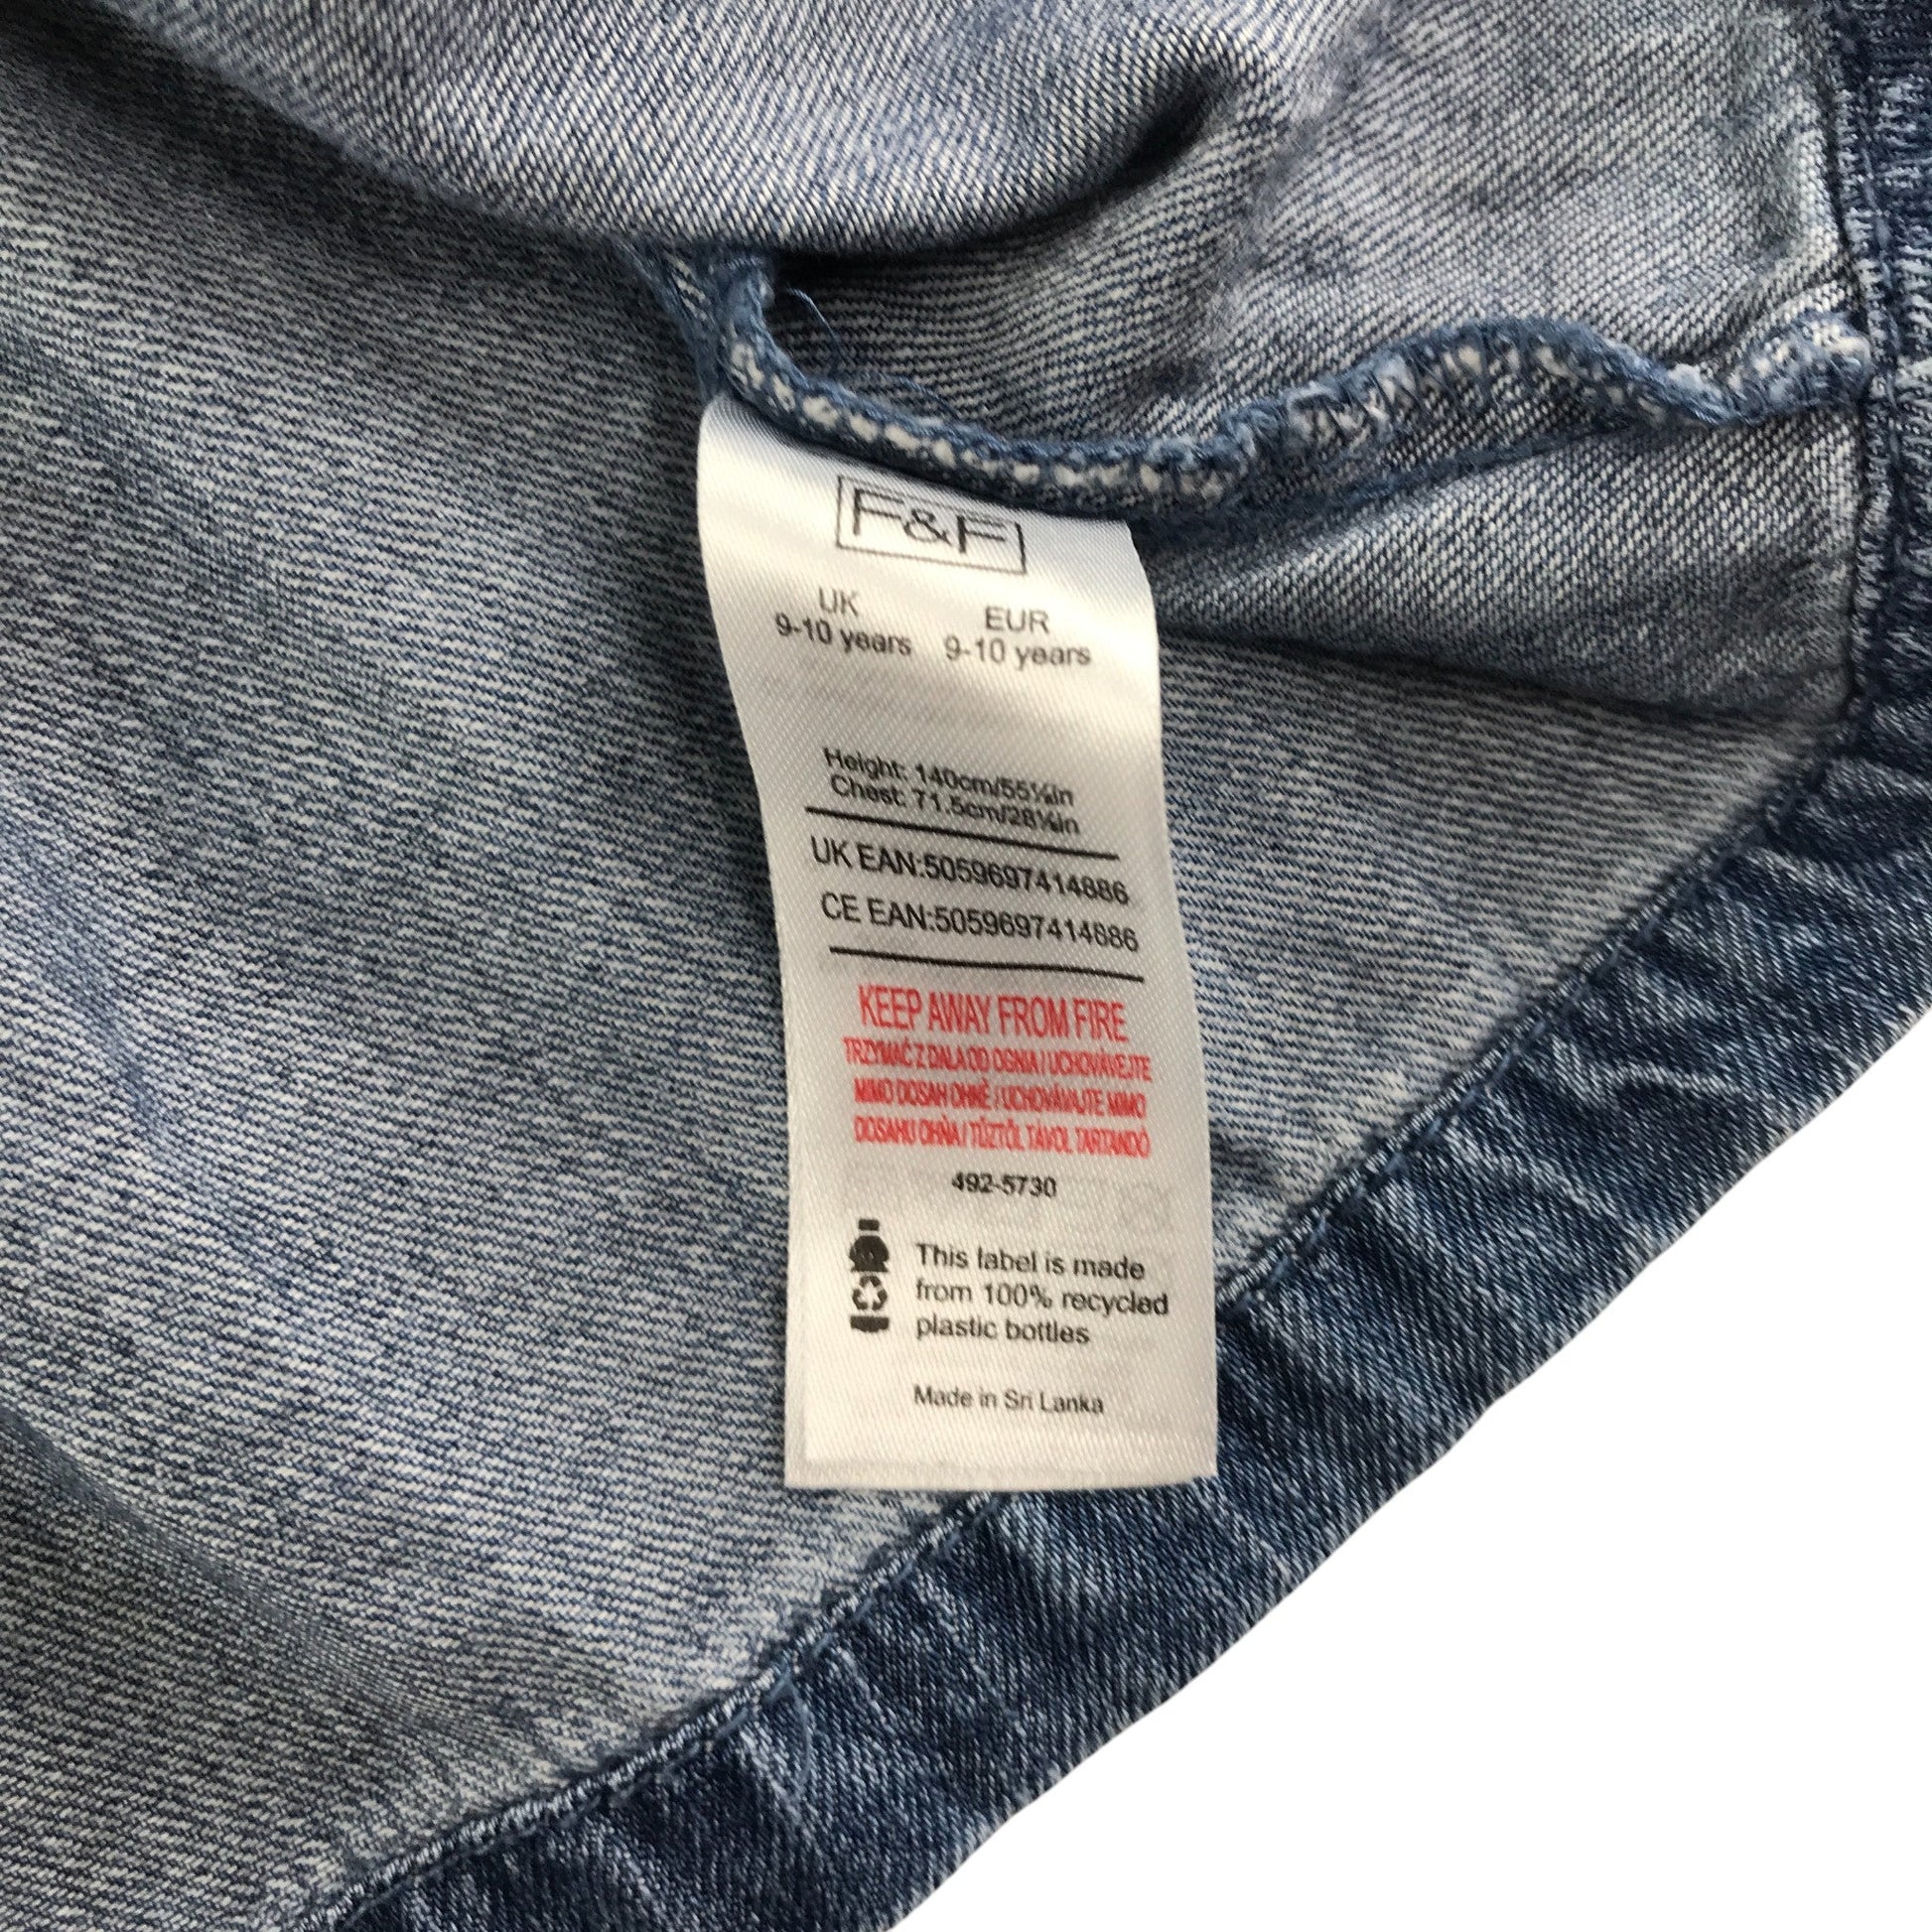 F&F
UK EUR
9-10 years 9-10 years
Height: 140cm/55¼in
Chest: 71.5cm/28¼in
UK EAN:5059697414886
CE EAN:5059697414886
KEEP AWAY FROM FIRE
TRZYMAĆ Z DALA OD OGNIA / UCHOVÁVEJTE
MIMO DOSAH OHNĚ / UCHOVÁVAJTE MIMO
DOSAHU OHŇA / TŰZTŐL TÁVOL TARTANDÓ
492-5730
This label is made
from 100% recycled
plastic bottles
Made in Sri Lanka